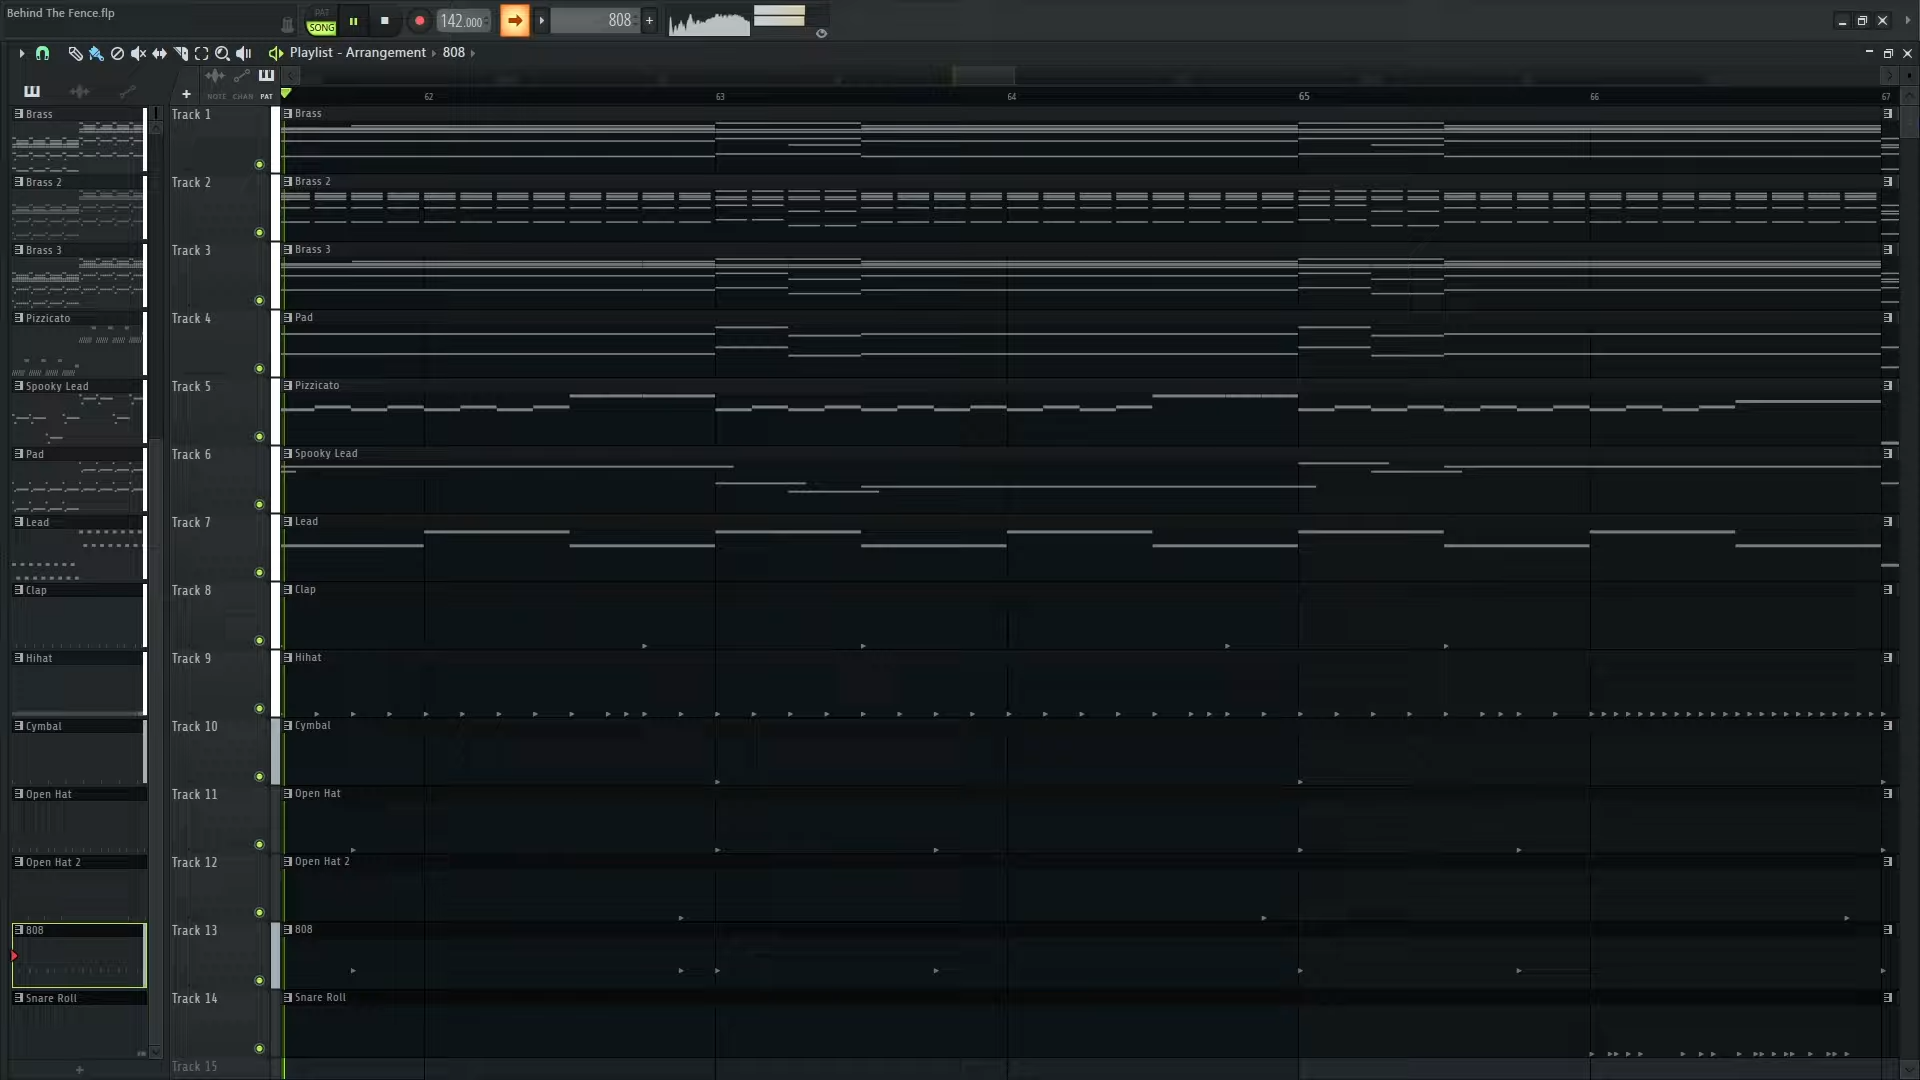 Behind The Fence.flp
PAT
SONG
142.000
808
Playlist - Arrangement › 808
NOTE CHAN PAT
62 63 64 65 66 67
Brass
Brass 2
Brass 3
Pizzicato
Spooky Lead
Pad
Lead
Clap
Hihat
Cymbal
Open Hat
Open Hat 2
808
Snare Roll
Track 1 Brass
Track 2 Brass 2
Track 3 Brass 3
Track 4 Pad
Track 5 Pizzicato
Track 6 Spooky Lead
Track 7 Lead
Track 8 Clap
Track 9 Hihat
Track 10 Cymbal
Track 11 Open Hat
Track 12 Open Hat 2
Track 13 808
Track 14 Snare Roll
Track 15